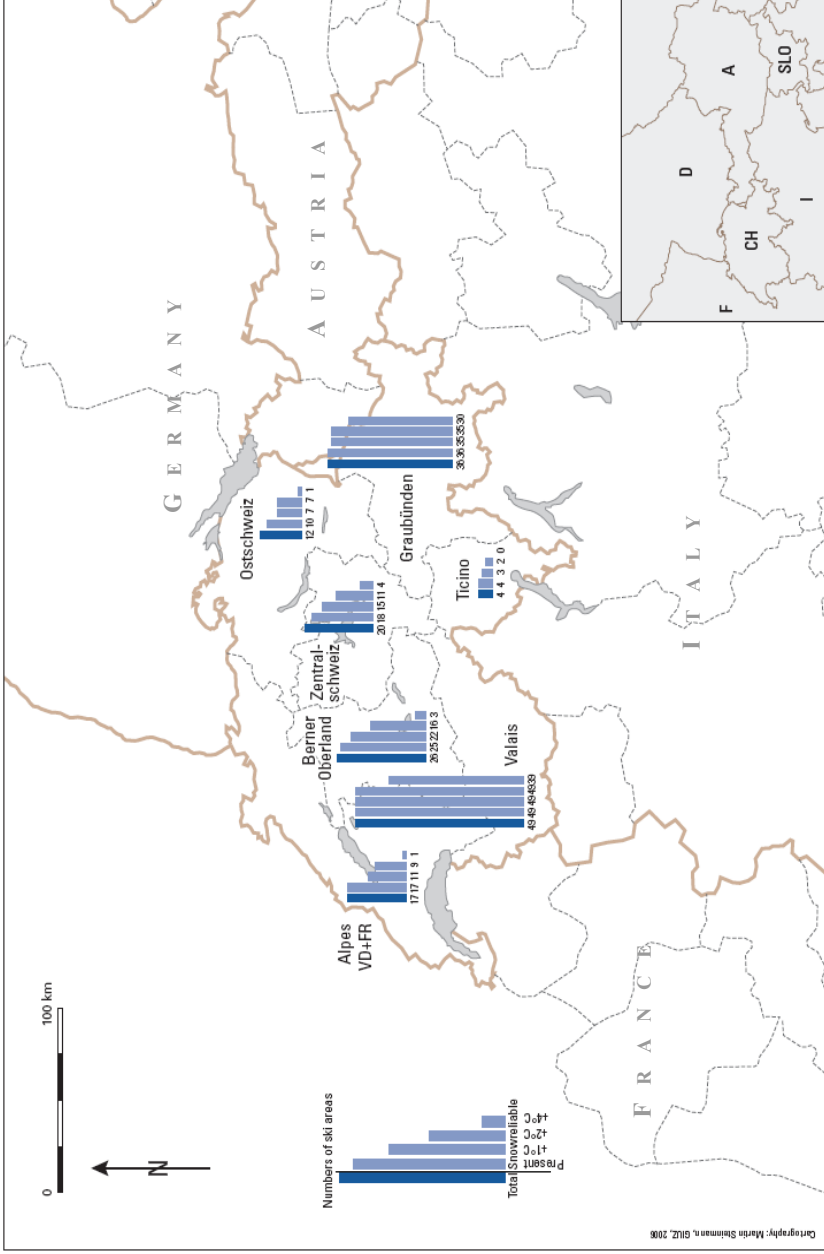 0
100 km
N
Numbers of ski areas
Total Snowreliable
Present
+1°C
+2°C
+4°C
GERMANY
AUSTRIA
ITALY
FRANCE
Alpes
VD+FR
17 17 11 9 1
Berner
Oberland
26 25 22 16 3
Valais
49 49 49 49 39
Zentral-
schweiz
20 18 15 11 4
Ostschweiz
12 10 7 7 1
Graubünden
36 36 35 35 30
Ticino
4 4 3 2 0
D
A
SLO
CH
F
I
Cartography: Martin Steinmann, GIUZ, 2006